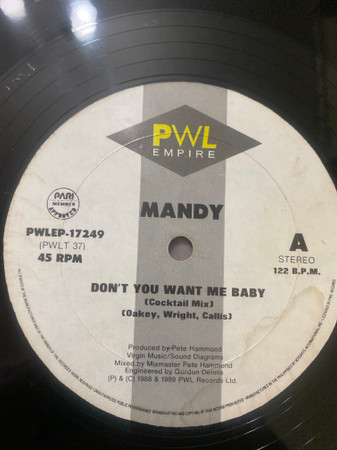 PWL
EMPIRE
MANDY
PARI
MEMBER
APPROVED
PWLEP-17249
(PWLT 37)
45 RPM
A
STEREO
122 B.P.M.
DON'T YOU WANT ME BABY
(Cocktail Mix)
(Oakey, Wright, Callis)
Produced by-Pete Hammond
Virgin Music/Sound Diagrams
Mixed by Mixmaster Pete Hammond
Engineered by Gordon Dennis
(P) & (C) 1988 & 1989 PWL Records Ltd.